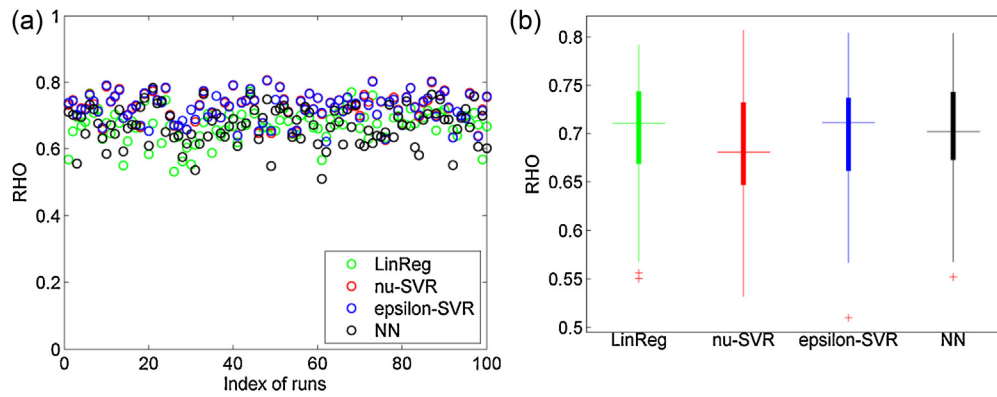 (a)
RHO
1
0.8
0.6
0.4
0.2
0
0 20 40 60 80 100
Index of runs
LinReg
nu-SVR
epsilon-SVR
NN
(b)
RHO
0.8
0.75
0.7
0.65
0.6
0.55
0.5
LinReg nu-SVR epsilon-SVR NN